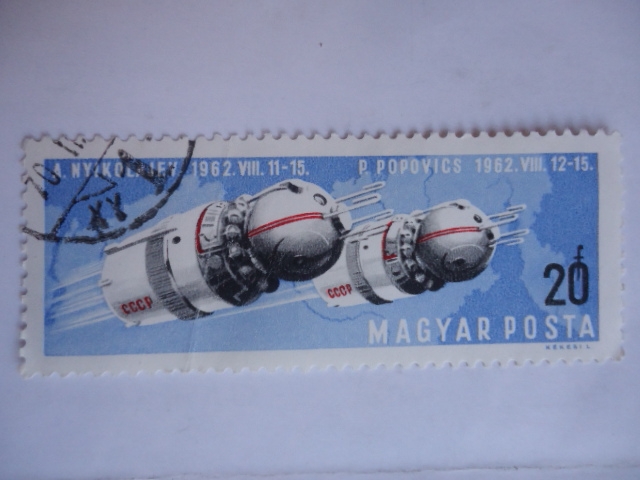 A. NYIKOLAJEV 1962. VIII. 11-15. P. POPOVICS 1962. VIII. 12-15.
CCCP
CCCP
20 f
MAGYAR POSTA